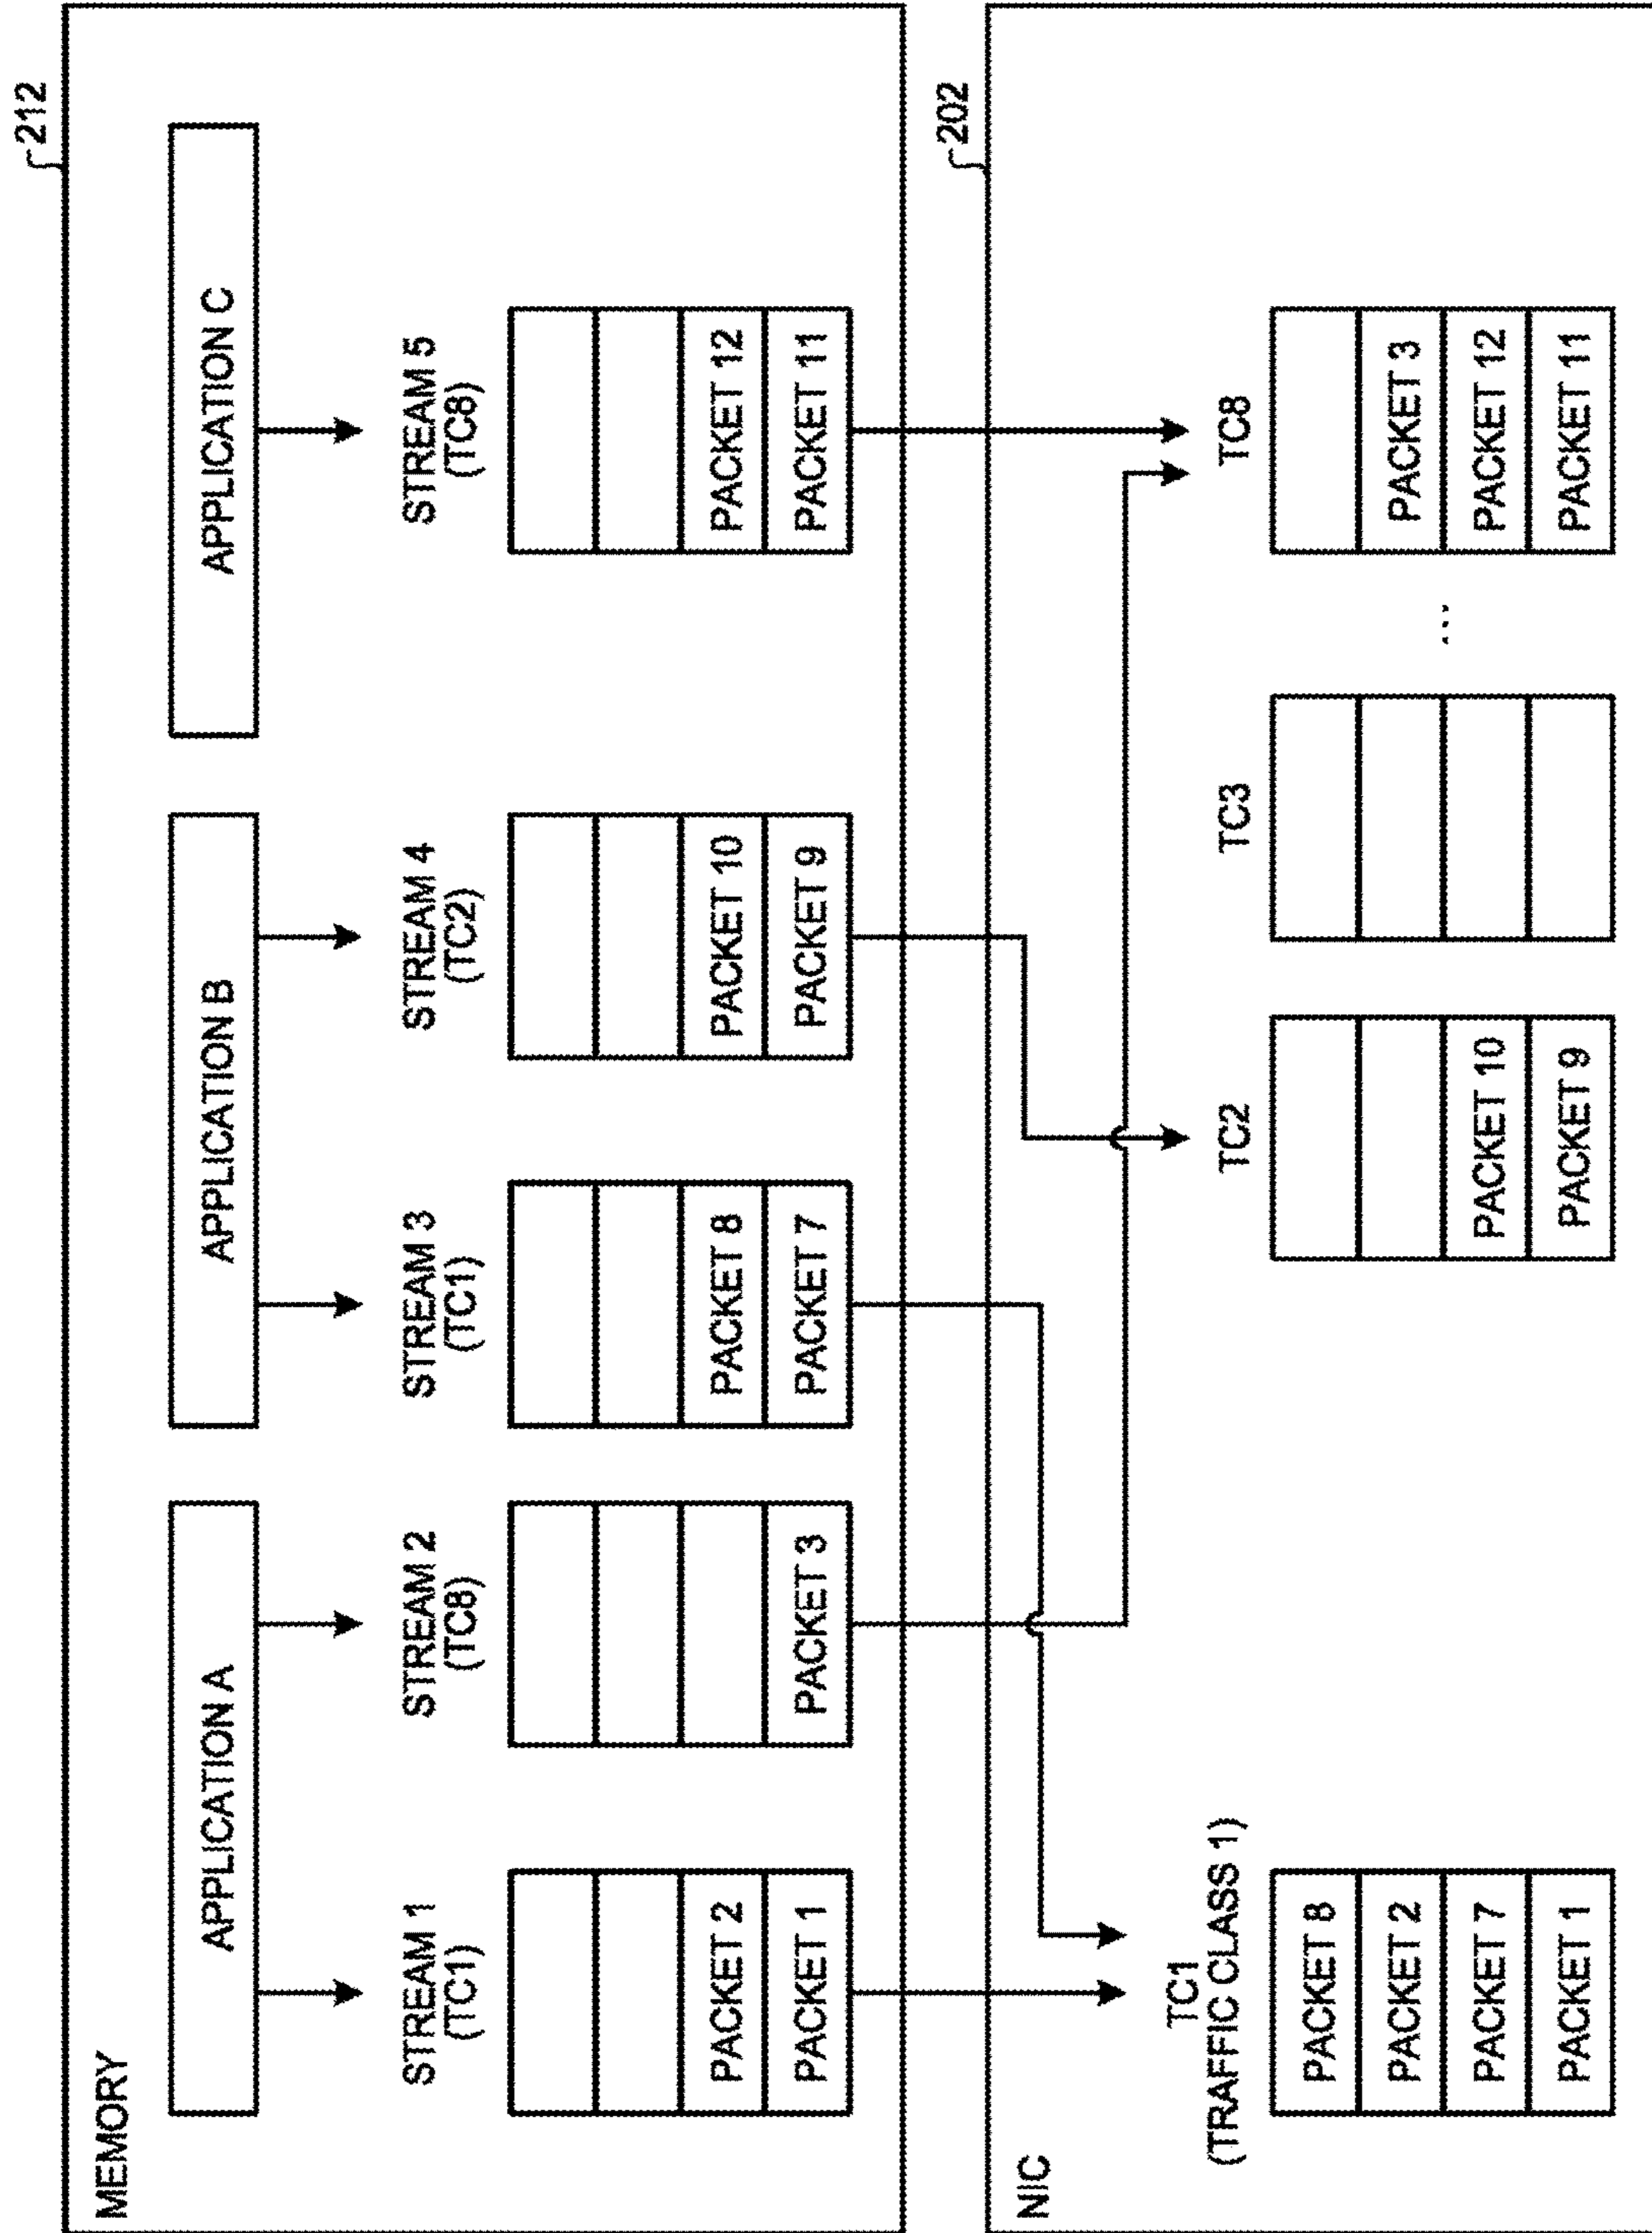 212
MEMORY
APPLICATION A
APPLICATION B
APPLICATION C
STREAM 1
(TC1)
STREAM 2
(TC8)
STREAM 3
(TC1)
STREAM 4
(TC2)
STREAM 5
(TC8)
PACKET 2
PACKET 1
PACKET 3
PACKET 8
PACKET 7
PACKET 10
PACKET 9
PACKET 12
PACKET 11
202
NIC
TC1
(TRAFFIC CLASS 1)
TC2
TC3
TC8
PACKET 8
PACKET 2
PACKET 7
PACKET 1
PACKET 10
PACKET 9
...
PACKET 3
PACKET 12
PACKET 11